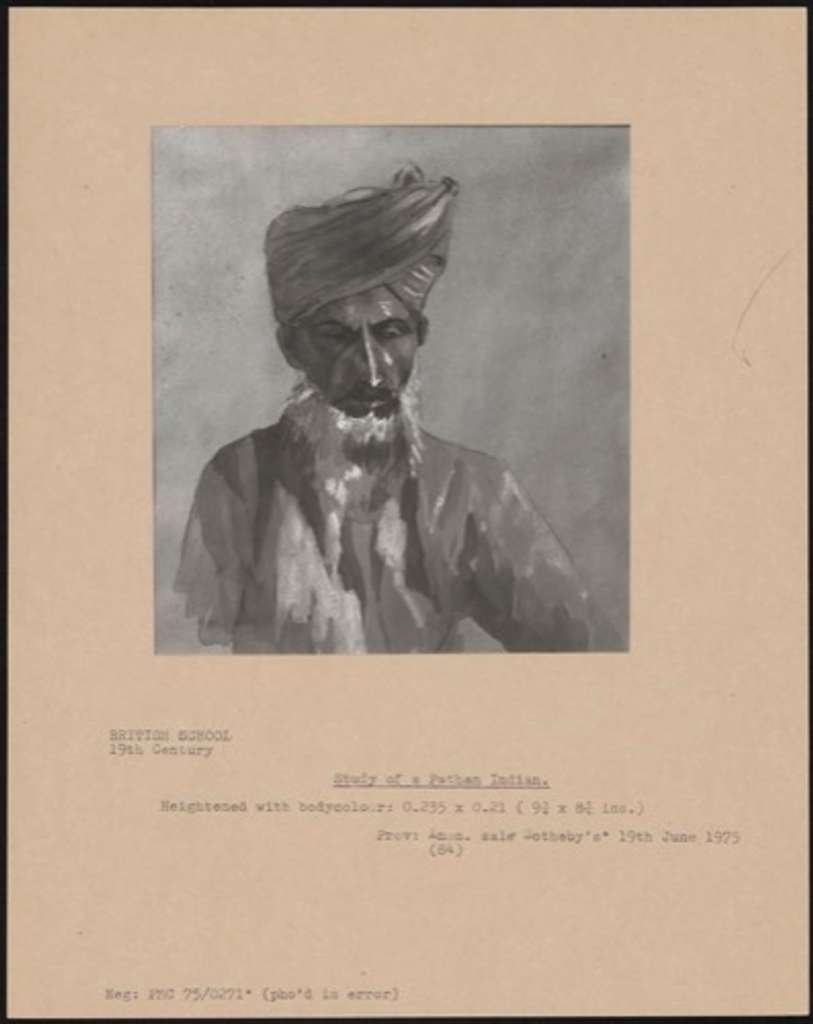 BRITISH SCHOOL
19th Century
Study of a Pathan Indian.
Heightened with bodycolour: 0.235 x 0.21 ( 9¼ x 8¼ ins.)
Prov: Anon. sale Sotheby's* 19th June 1975
(84)
Neg: PMC 75/0271* (pho'd in error)